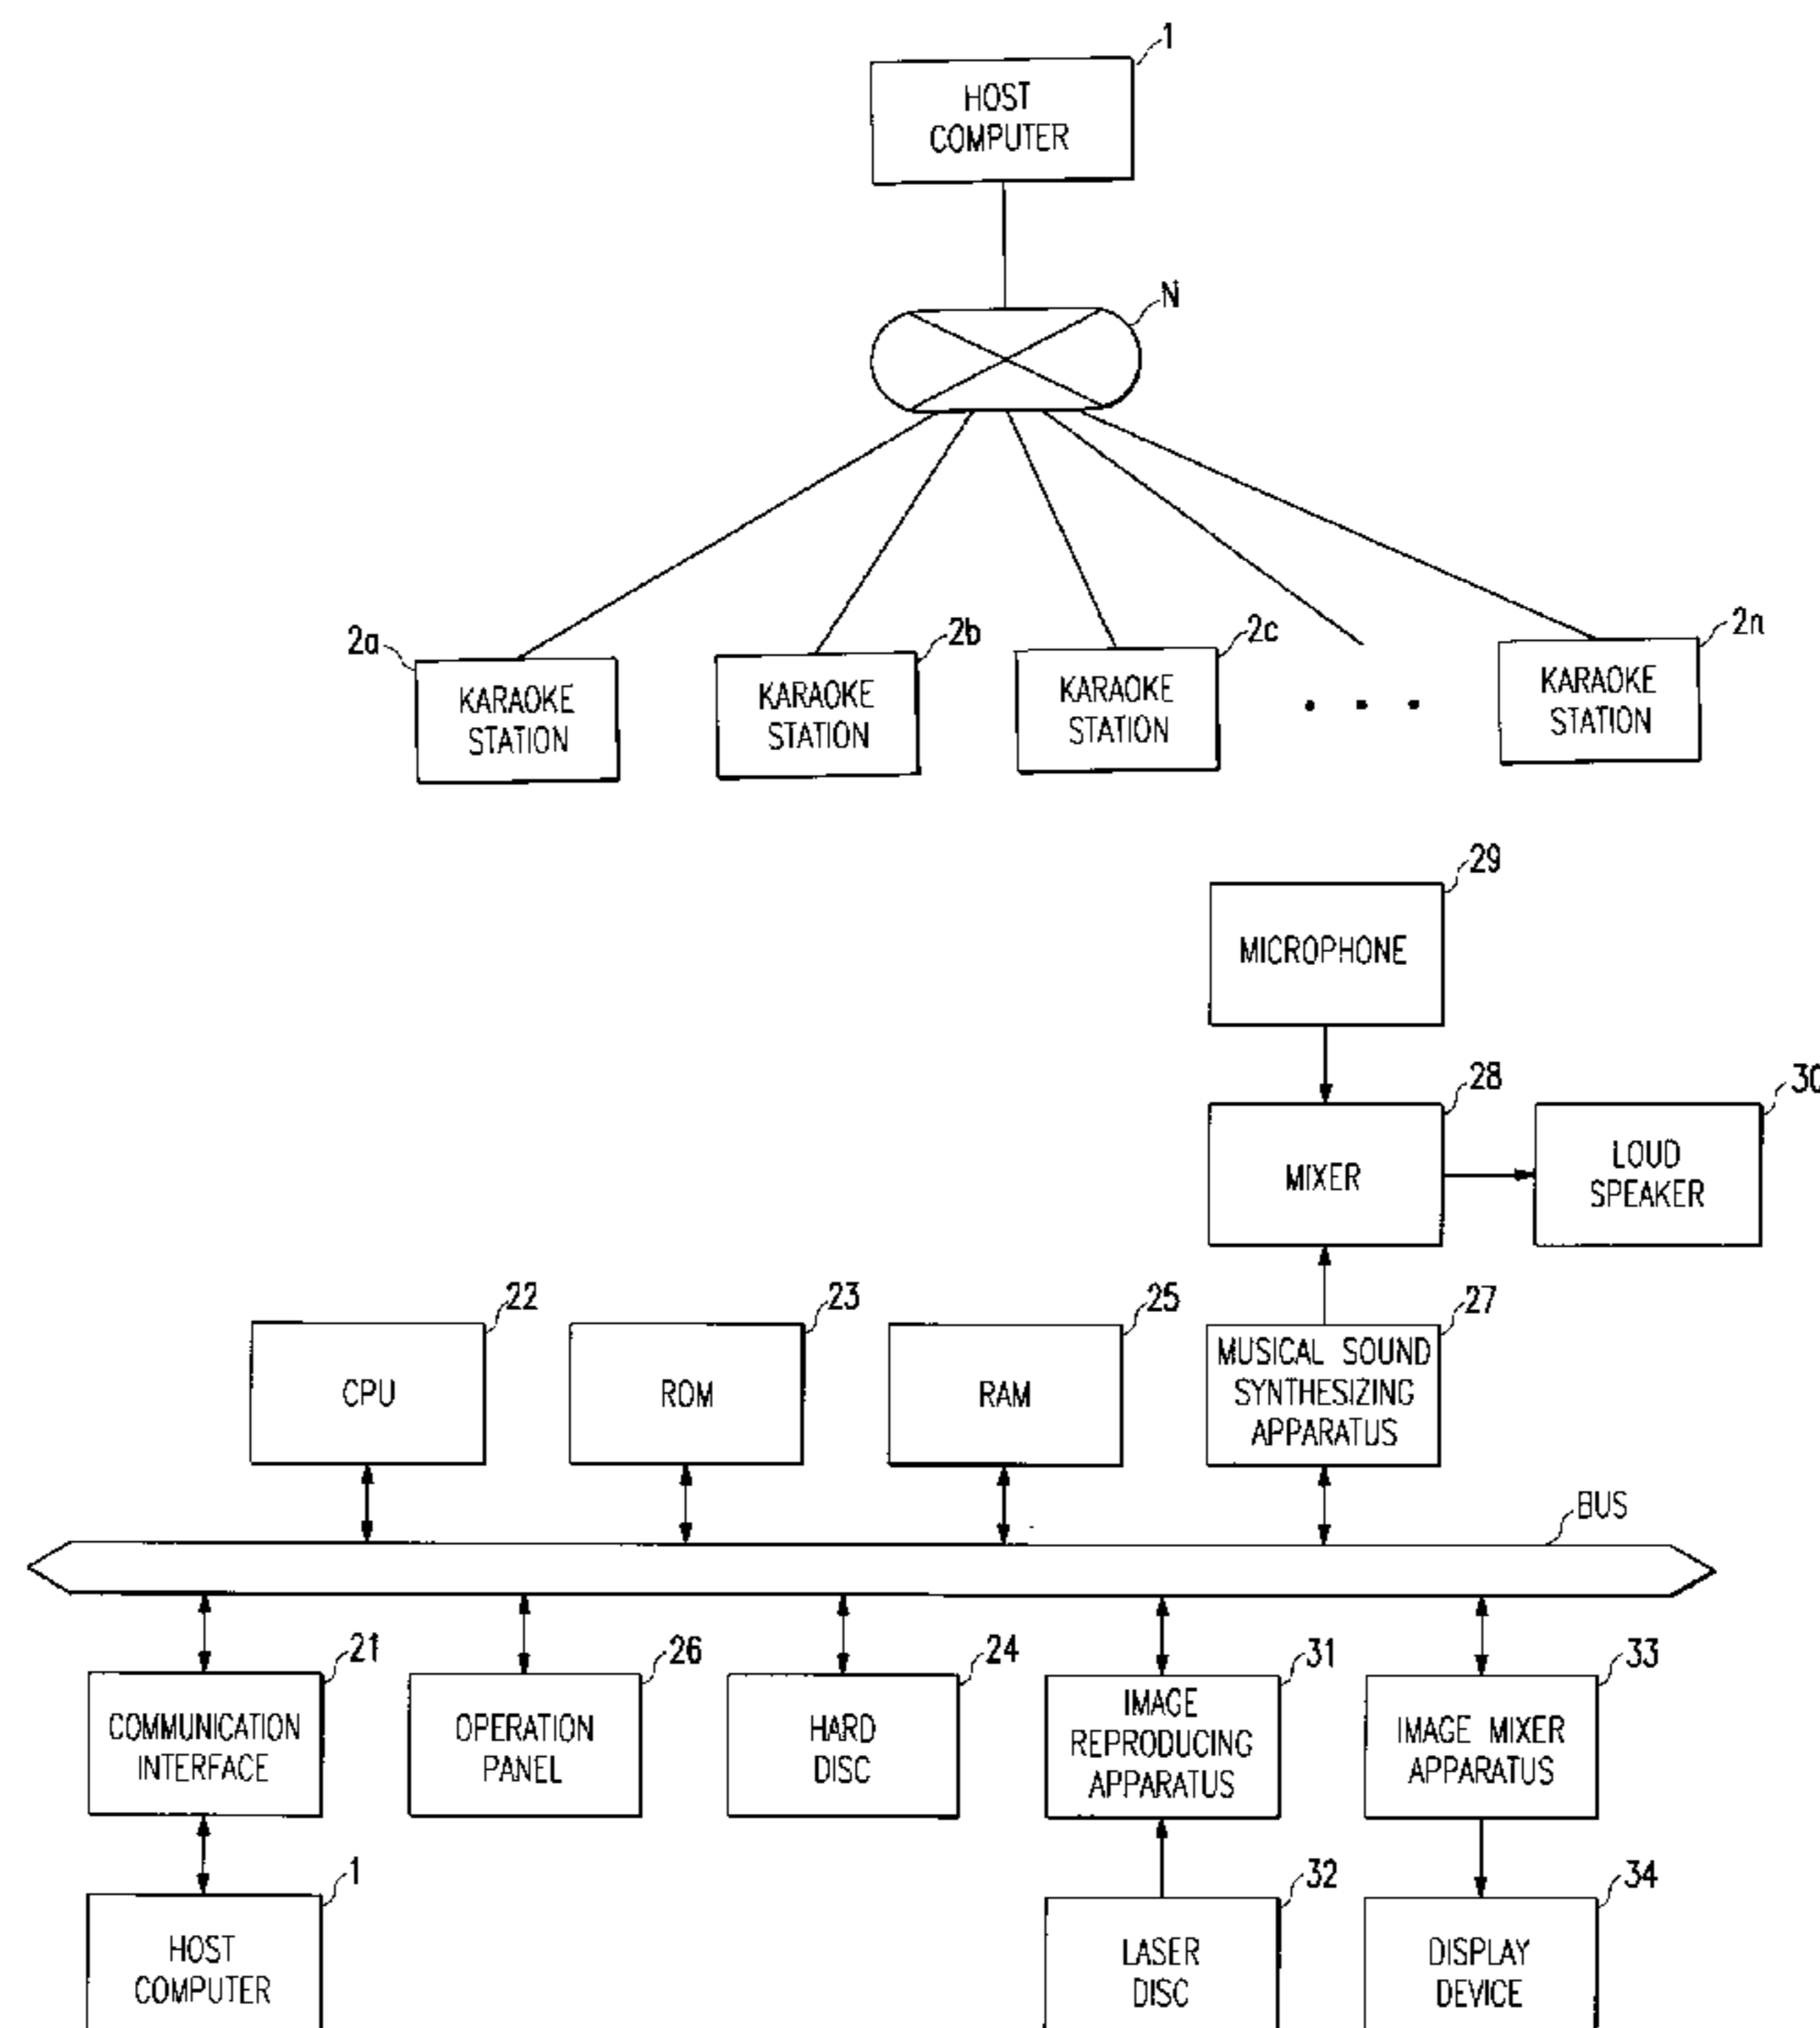 1
HOST
COMPUTER
N
2a
2b
2c
2n
KARAOKE
STATION
KARAOKE
STATION
KARAOKE
STATION
. . .
KARAOKE
STATION
29
MICROPHONE
28
30
MIXER
LOUD
SPEAKER
22
23
25
27
CPU
ROM
RAM
MUSICAL SOUND
SYNTHESIZING
APPARATUS
BUS
21
26
24
31
33
COMMUNICATION
INTERFACE
OPERATION
PANEL
HARD
DISC
IMAGE
REPRODUCING
APPARATUS
IMAGE MIXER
APPARATUS
1
32
34
HOST
COMPUTER
LASER
DISC
DISPLAY
DEVICE